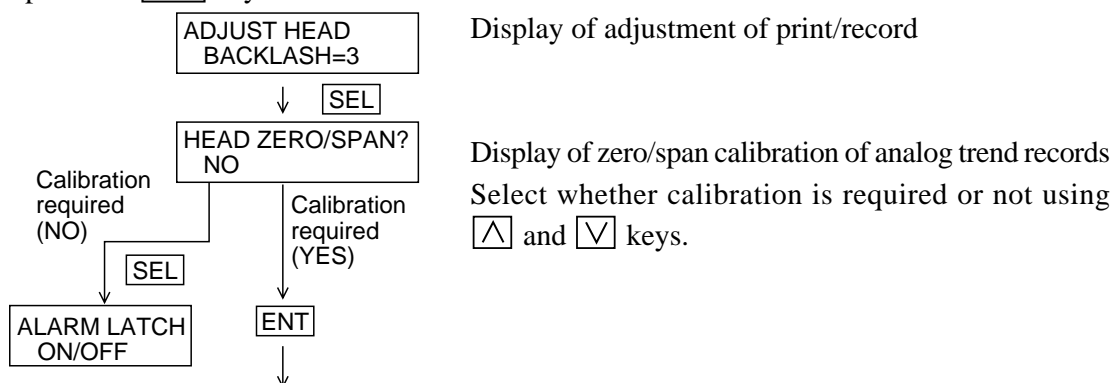 ADJUST HEAD
BACKLASH=3
Display of adjustment of print/record
SEL
HEAD ZERO/SPAN?
NO
Display of zero/span calibration of analog trend records
Select whether calibration is required or not using
∧ and ∨ keys.
Calibration
required
(NO)
Calibration
required
(YES)
SEL
ALARM LATCH
ON/OFF
ENT